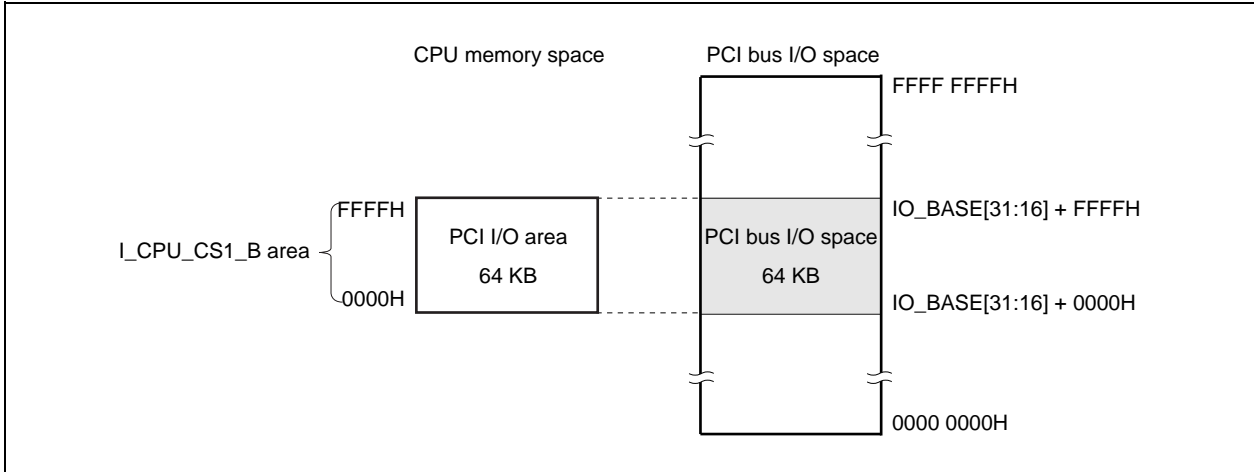 CPU memory space
PCI bus I/O space
FFFF FFFFH
FFFFH
IO_BASE[31:16] + FFFFH
I_CPU_CS1_B area
PCI I/O area
64 KB
PCI bus I/O space
64 KB
0000H
IO_BASE[31:16] + 0000H
0000 0000H